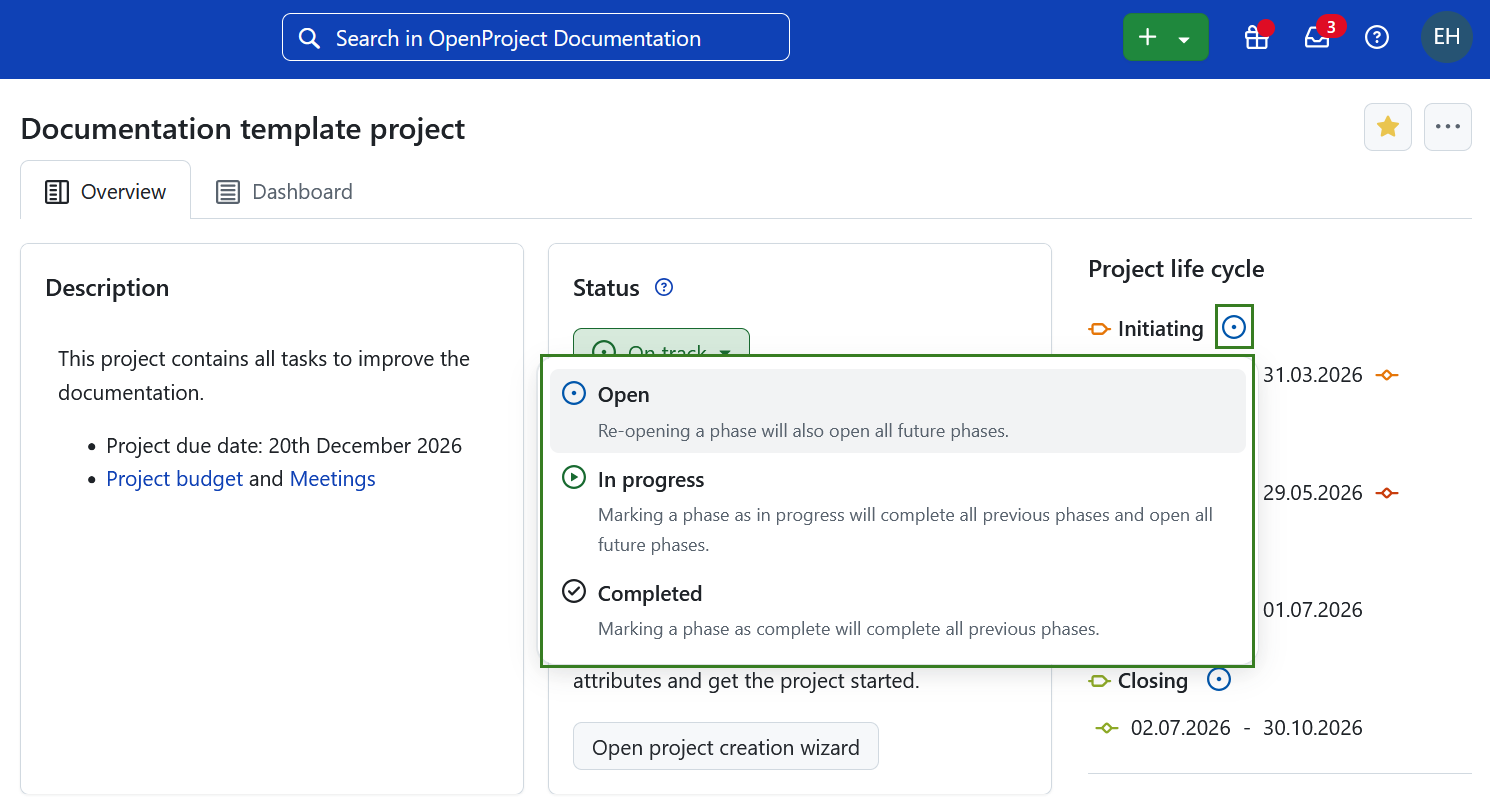 Search in OpenProject Documentation
+
3
EH
Documentation template project
Overview
Dashboard
Description
This project contains all tasks to improve the
documentation.
• Project due date: 20th December 2026
• Project budget and Meetings
Status
On track
Open
Re-opening a phase will also open all future phases.
In progress
Marking a phase as in progress will complete all previous phases and open all
future phases.
Completed
Marking a phase as complete will complete all previous phases.
attributes and get the project started.
Open project creation wizard
Project life cycle
Initiating
31.03.2026
29.05.2026
01.07.2026
Closing
02.07.2026 - 30.10.2026